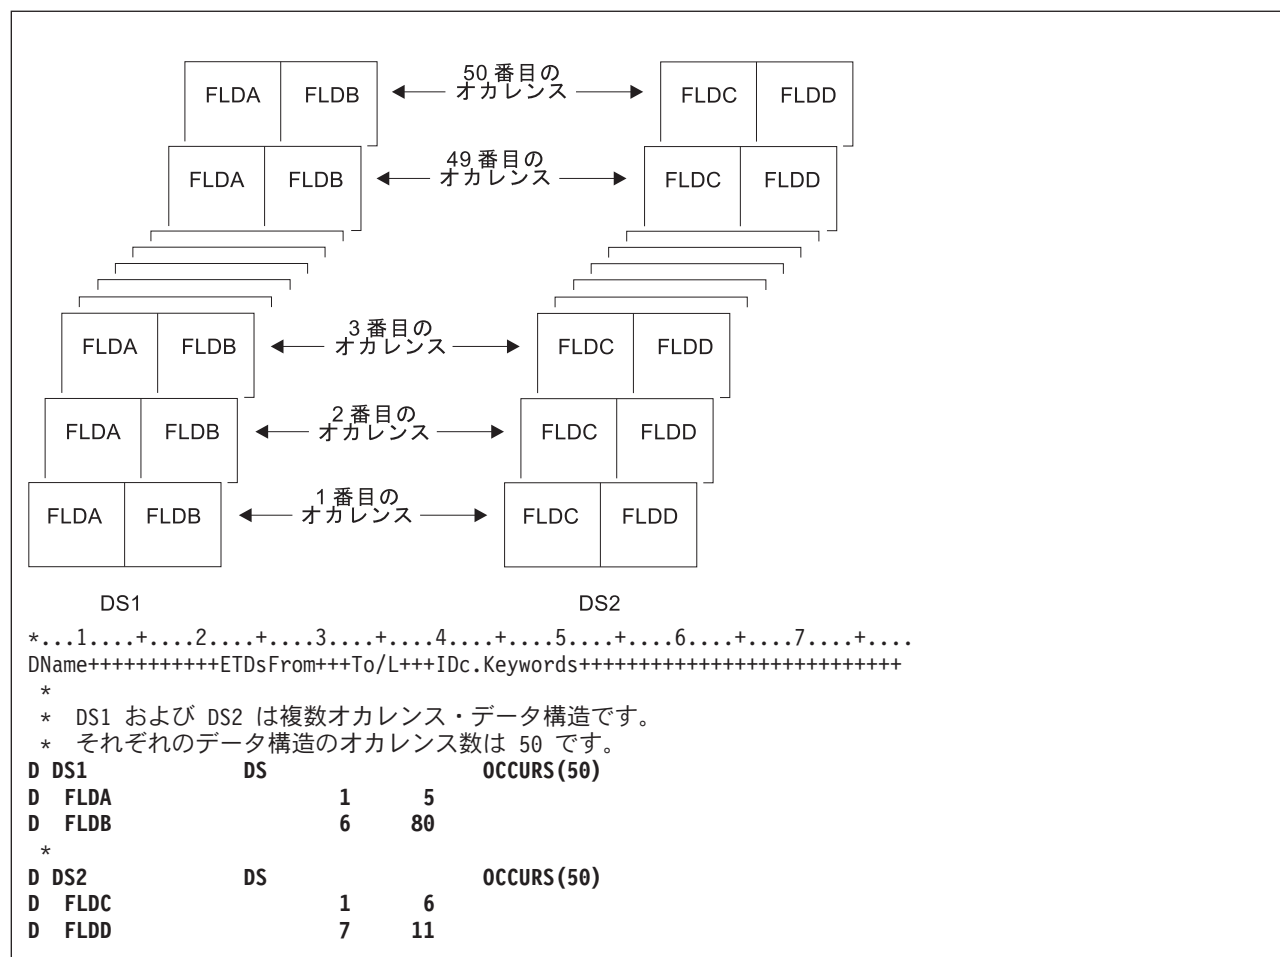 50 番目の
FLDA FLDB オカレンス FLDC FLDD
49 番目の
FLDA FLDB オカレンス FLDC FLDD
3 番目の
FLDA FLDB オカレンス FLDC FLDD
2 番目の
FLDA FLDB オカレンス FLDC FLDD
1 番目の
FLDA FLDB オカレンス FLDC FLDD
DS1 DS2
*...1....+....2....+....3....+....4....+....5....+....6....+....7....+....
DName+++++++++++ETDsFrom+++To/L+++IDc.Keywords+++++++++++++++++++++++++++
*
* DS1 および DS2 は複数オカレンス・データ構造です。
* それぞれのデータ構造のオカレンス数は 50 です。
D DS1 DS OCCURS(50)
D FLDA 1 5
D FLDB 6 80
*
D DS2 DS OCCURS(50)
D FLDC 1 6
D FLDD 7 11